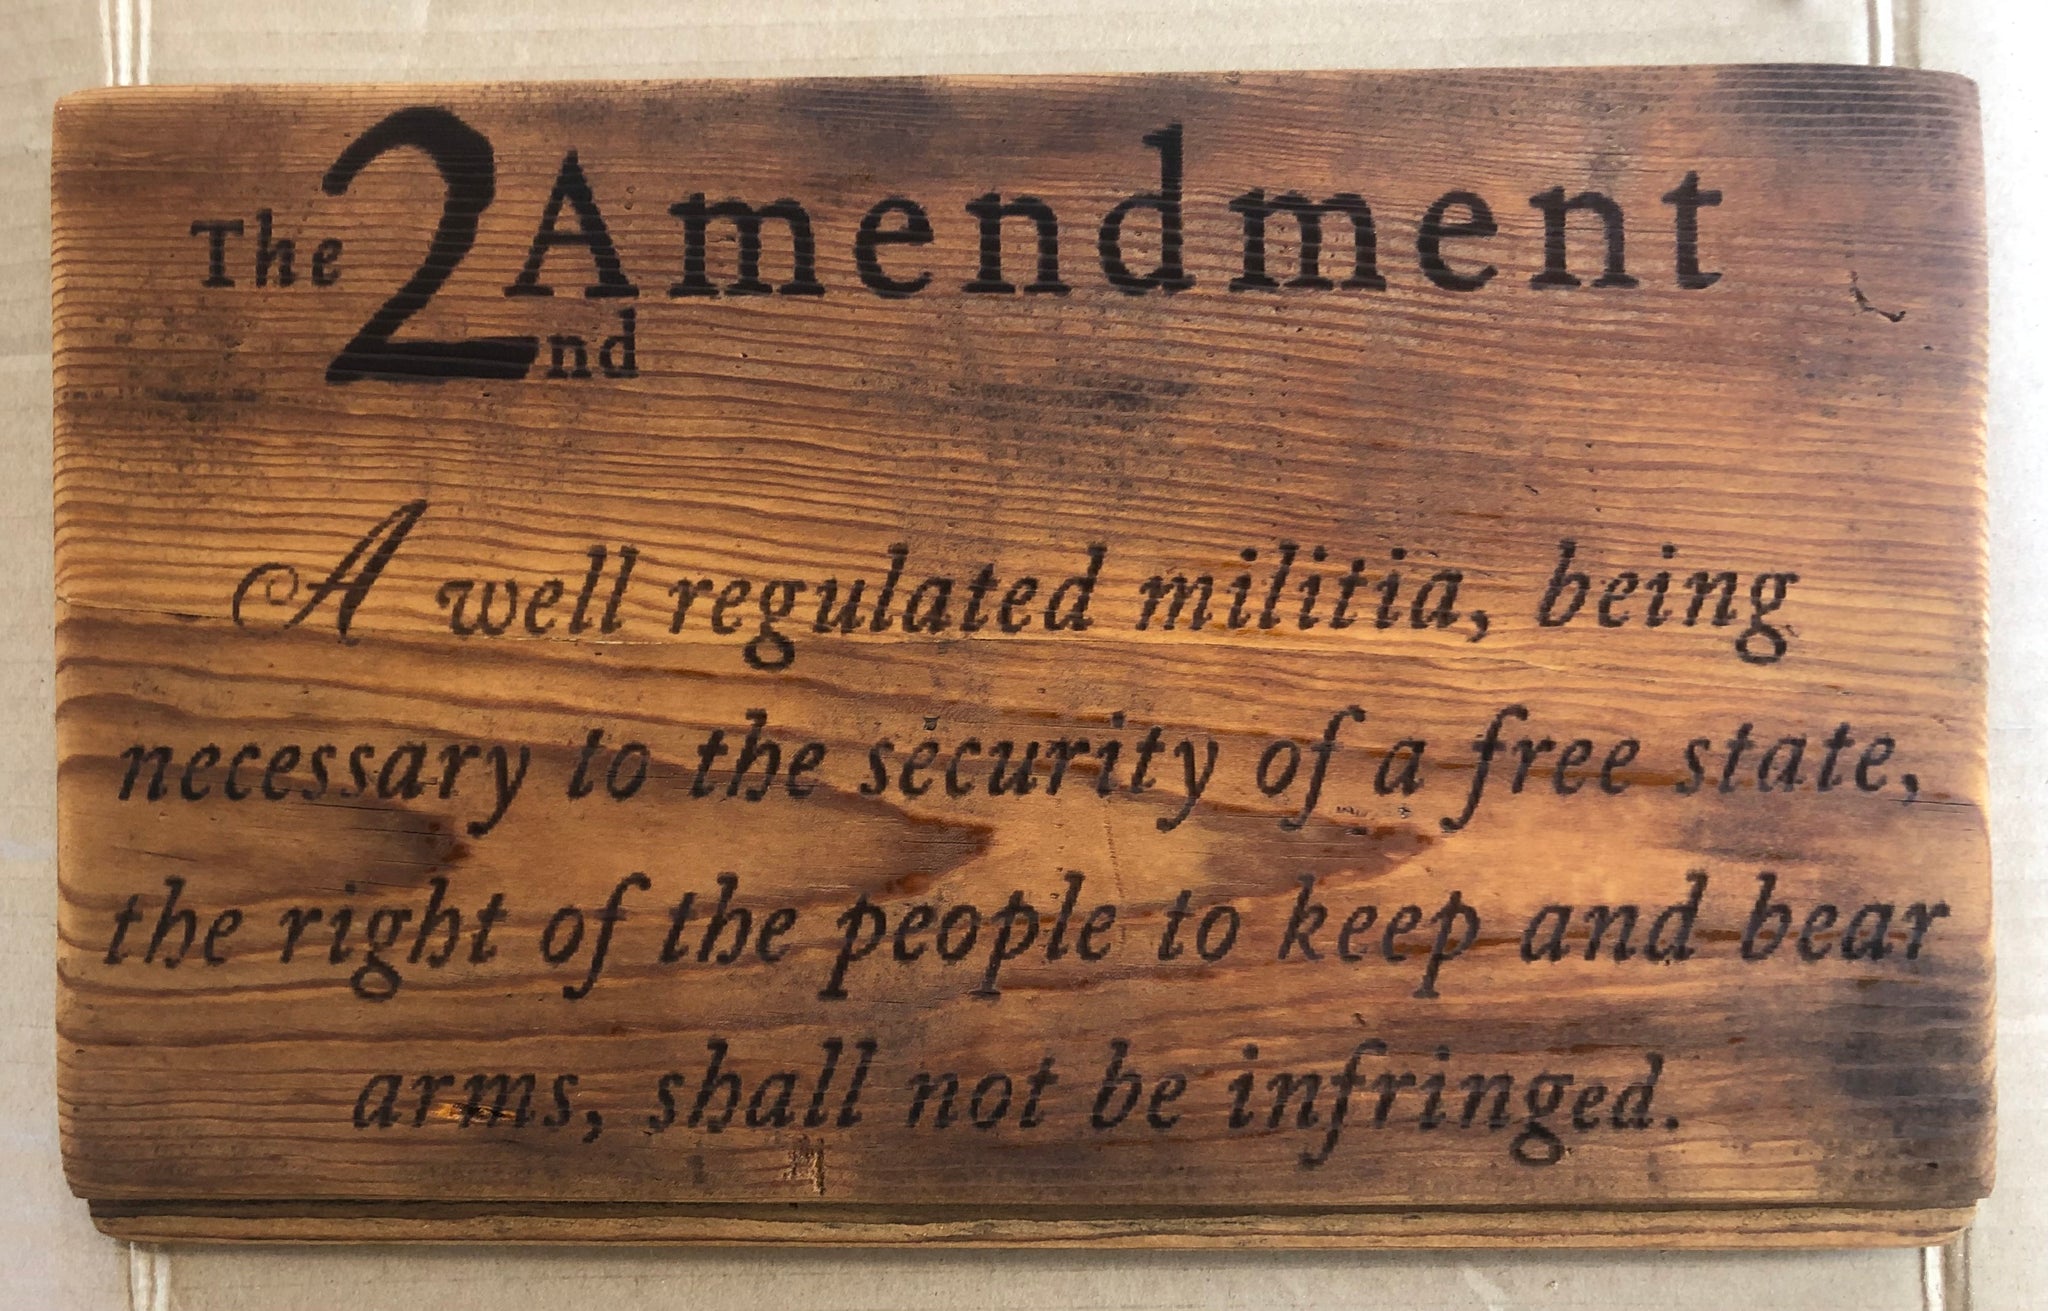 The 2nd Amendment
A well regulated militia, being
necessary to the security of a free state,
the right of the people to keep and bear
arms, shall not be infringed.